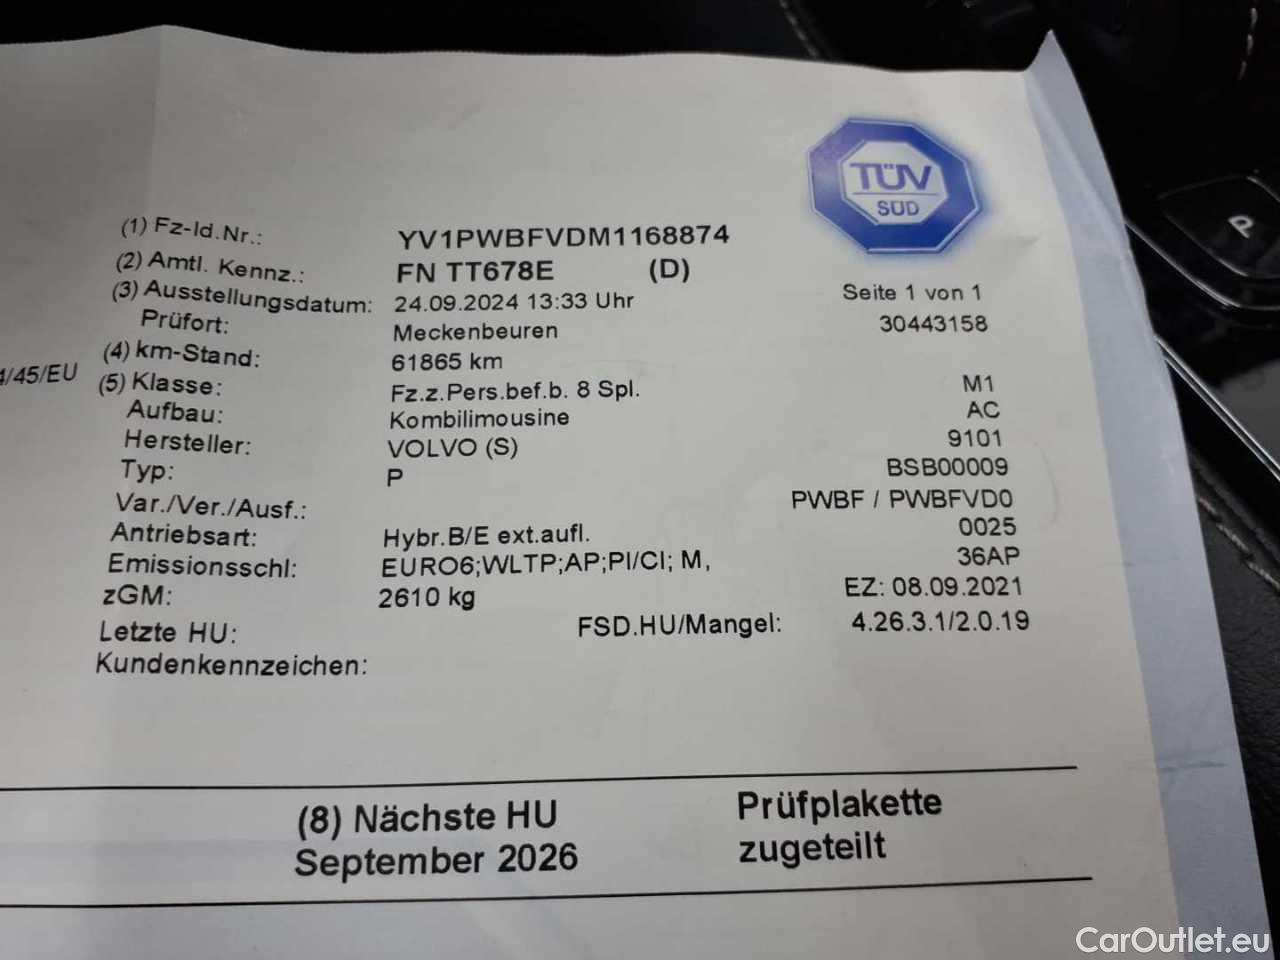 TÜV
SÜD
(1) Fz-Id.Nr.: YV1PWBFVDM1168874
(2) Amtl. Kennz.: FN TT678E (D)
(3) Ausstellungsdatum: 24.09.2024 13:33 Uhr Seite 1 von 1
Prüfort: Meckenbeuren 30443158
(4) km-Stand: 61865 km
4/45/EU
(5) Klasse: Fz.z.Pers.bef.b. 8 Spl. M1
Aufbau: Kombilimousine AC
Hersteller: VOLVO (S) 9101
Typ: P BSB00009
Var./Ver./Ausf.: PWBF / PWBFVD0
Antriebsart: Hybr.B/E ext.aufl. 0025
Emissionsschl: EURO6;WLTP;AP;PI/CI; M, 36AP
zGM: 2610 kg EZ: 08.09.2021
Letzte HU: FSD.HU/Mangel: 4.26.3.1/2.0.19
Kundenkennzeichen:
(8) Nächste HU Prüfplakette
September 2026 zugeteilt
P
CarOutlet.eu